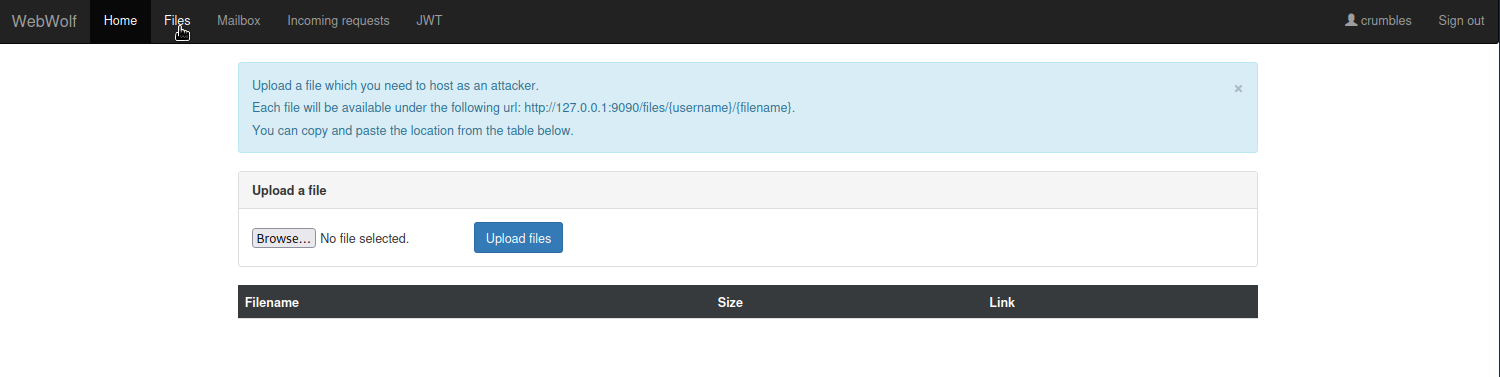 WebWolf Home Files Mailbox Incoming requests JWT crumbles Sign out
Upload a file which you need to host as an attacker. ×
Each file will be available under the following url: http://127.0.0.1:9090/files/{username}/{filename}.
You can copy and paste the location from the table below.
Upload a file
Browse... No file selected. Upload files
Filename Size Link